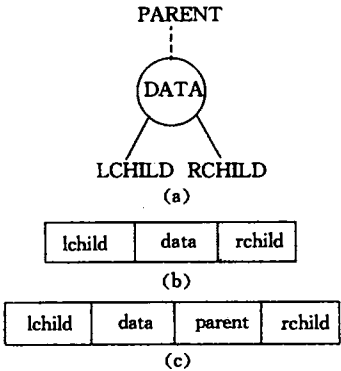 PARENT
DATA
LCHILD RCHILD
(a)
lchild data rchild
(b)
lchild data parent rchild
(c)